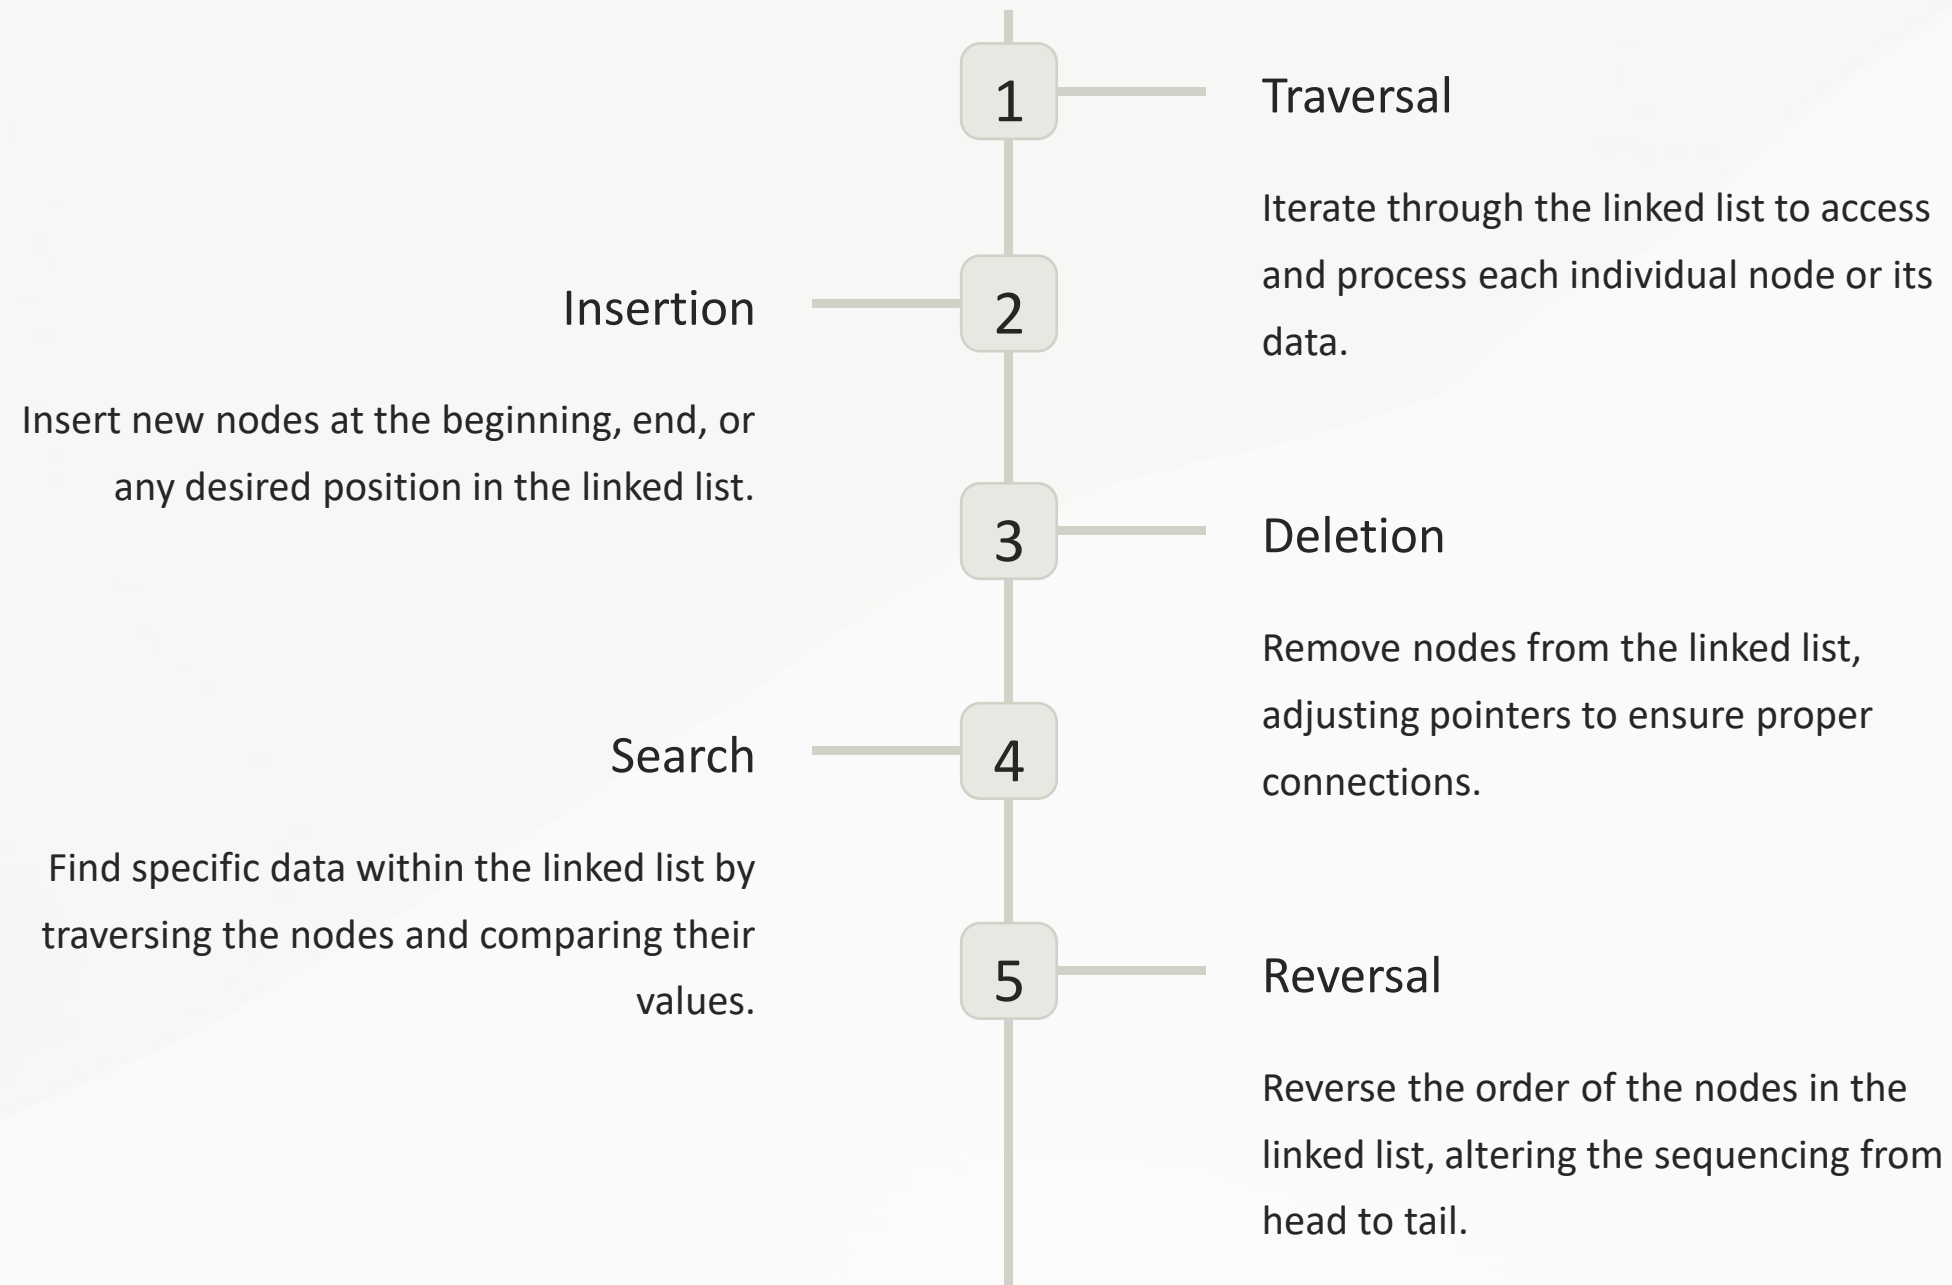 1
Traversal
Iterate through the linked list to access
and process each individual node or its
data.
2
Insertion
Insert new nodes at the beginning, end, or
any desired position in the linked list.
3
Deletion
Remove nodes from the linked list,
adjusting pointers to ensure proper
connections.
4
Search
Find specific data within the linked list by
traversing the nodes and comparing their
values.
5
Reversal
Reverse the order of the nodes in the
linked list, altering the sequencing from
head to tail.